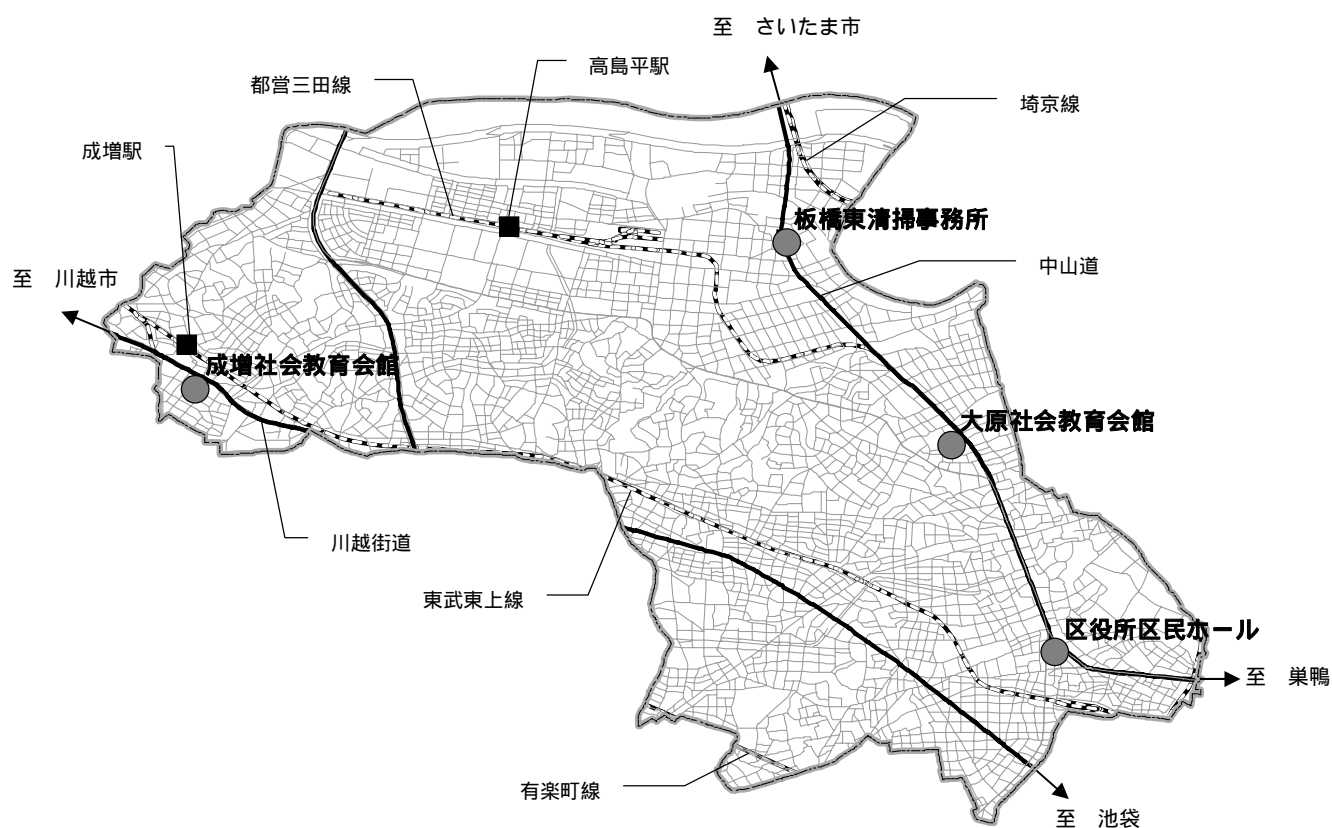 至 さいたま市
高島平駅
都営三田線
埼京線
成増駅
板橋東清掃事務所
中山道
至 川越市
成増社会教育会館
大原社会教育会館
川越街道
東武東上線
区役所区民ホール
至 巣鴨
有楽町線
至 池袋